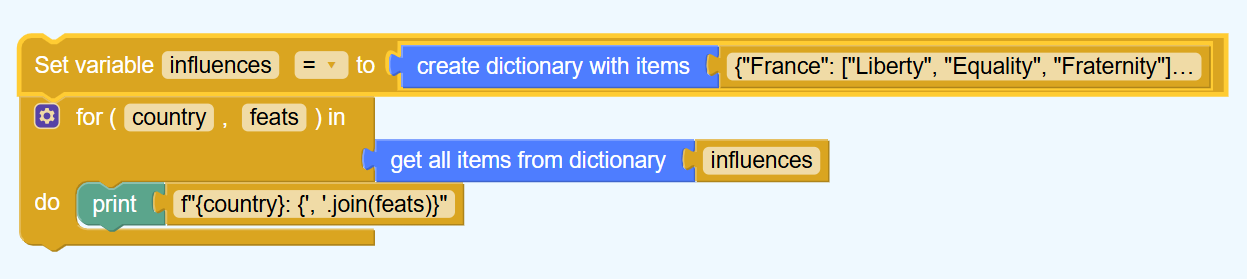 Set variable influences = to create dictionary with items {"France": ["Liberty", "Equality", "Fraternity"]...
for ( country , feats ) in
get all items from dictionary influences
do print f"{country}: {', '.join(feats)}"